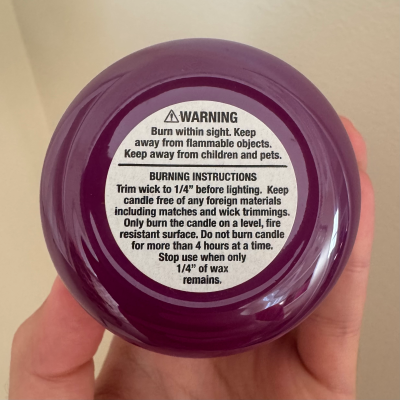 ⚠WARNING
Burn within sight. Keep
away from flammable objects.
Keep away from children and pets.
BURNING INSTRUCTIONS
Trim wick to 1/4” before lighting. Keep
candle free of any foreign materials
including matches and wick trimmings.
Only burn the candle on a level, fire
resistant surface. Do not burn candle
for more than 4 hours at a time.
Stop use when only
1/4” of wax
remains.